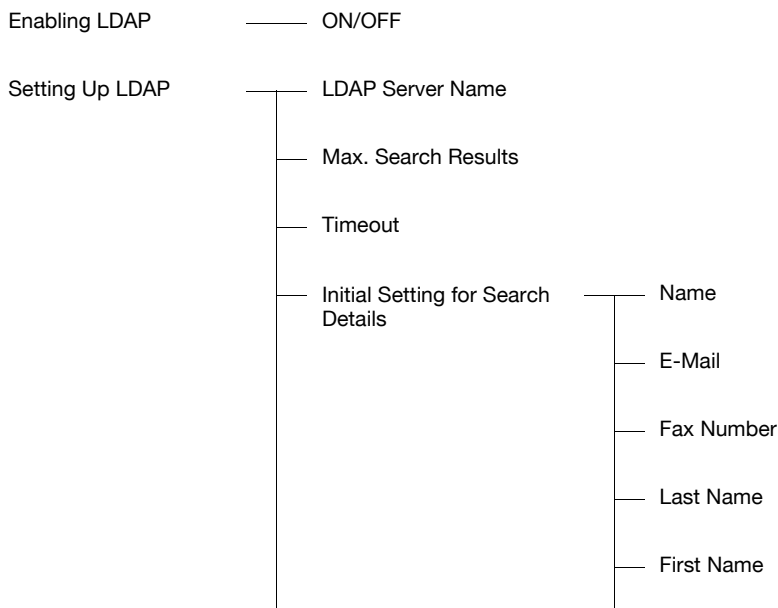 Enabling LDAP ON/OFF
Setting Up LDAP LDAP Server Name
Max. Search Results
Timeout
Initial Setting for Search Details Name
E-Mail
Fax Number
Last Name
First Name